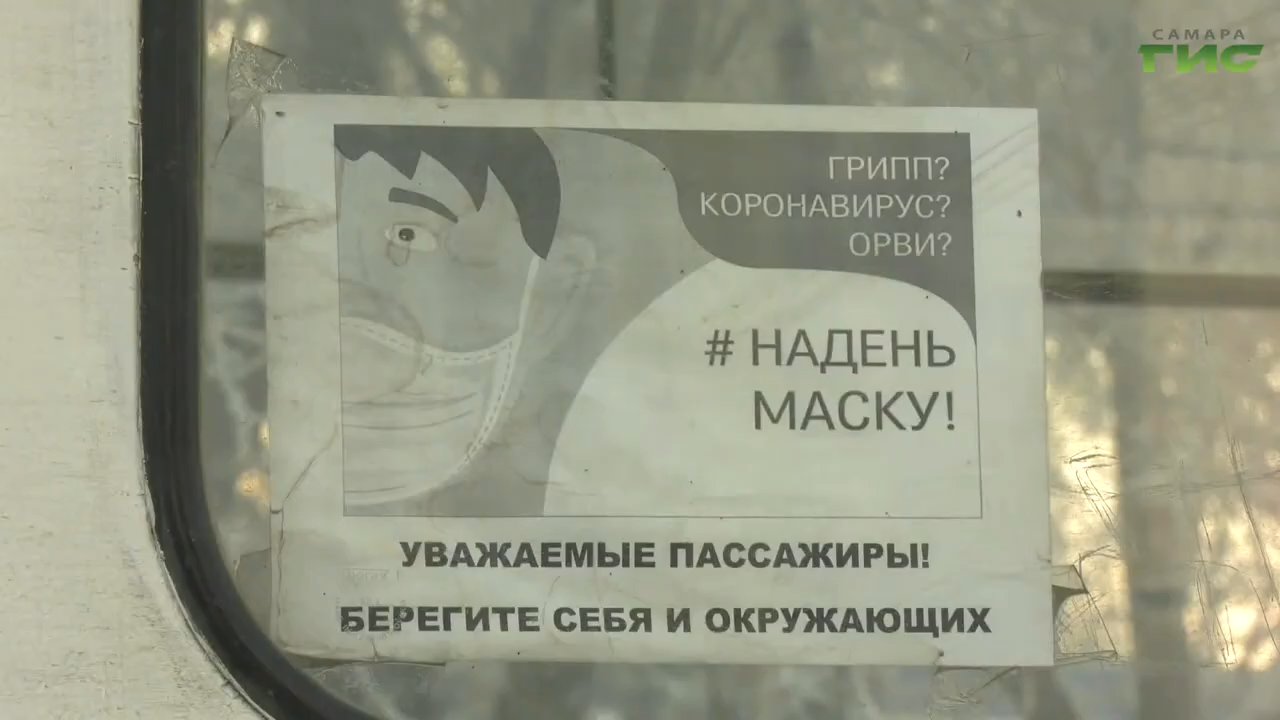 САМАРА
ГИС
ГРИПП?
КОРОНАВИРУС?
ОРВИ?
# НАДЕНЬ
МАСКУ!
УВАЖАЕМЫЕ ПАССАЖИРЫ!
БЕРЕГИТЕ СЕБЯ И ОКРУЖАЮЩИХ